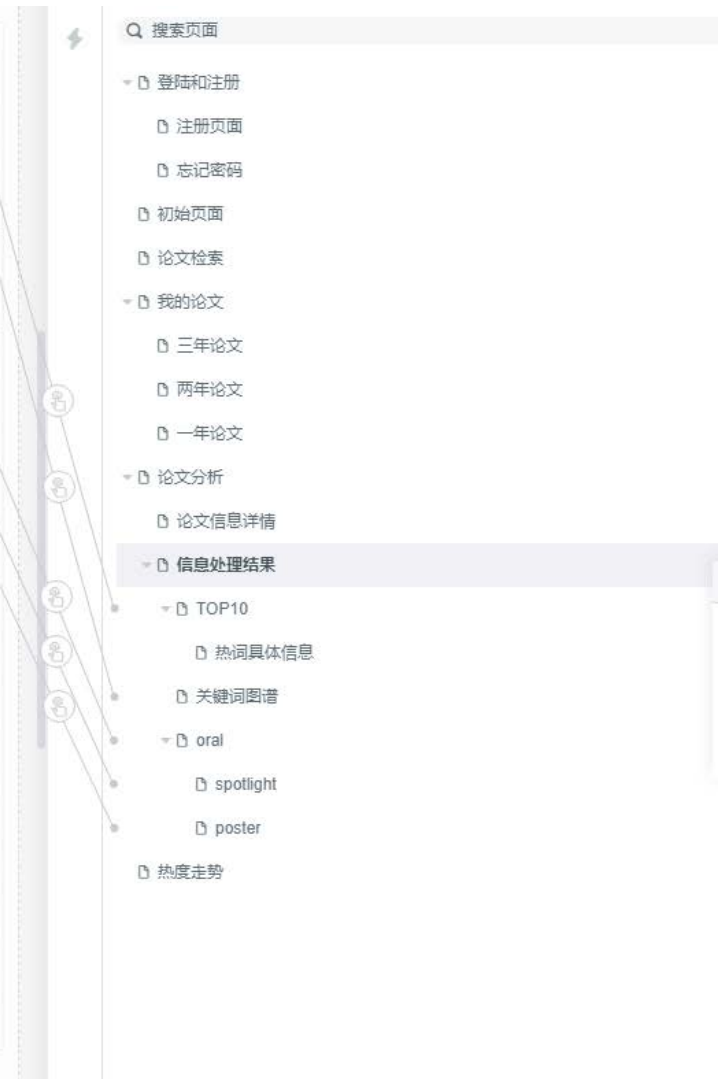 搜索页面
登陆和注册
注册页面
忘记密码
初始页面
论文检索
我的论文
三年论文
两年论文
一年论文
论文分析
论文信息详情
信息处理结果
TOP10
热词具体信息
关键词图谱
oral
spotlight
poster
热度走势